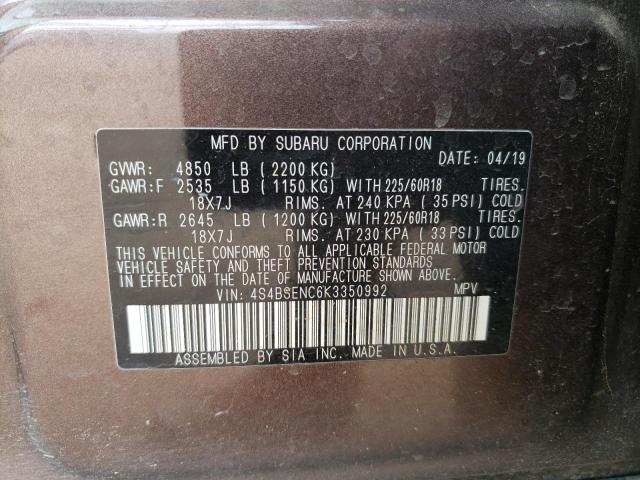 MFD BY SUBARU CORPORATION
GVWR: 4850 LB ( 2200 KG) DATE: 04/19
GAWR:F 2535 LB ( 1150 KG) WITH 225/60R18 TIRES.
18X7J RIMS. AT 240 KPA ( 35 PSI) COLD
GAWR:R 2645 LB ( 1200 KG) WITH 225/60R18 TIRES.
18X7J RIMS. AT 230 KPA ( 33 PSI) COLD
THIS VEHICLE CONFORMS TO ALL APPLICABLE FEDERAL MOTOR
VEHICLE SAFETY AND THEFT PREVENTION STANDARDS
IN EFFECT ON THE DATE OF MANUFACTURE SHOWN ABOVE.
VIN: 4S4BSENC6K3350992 MPV
ASSEMBLED BY SIA INC. MADE IN U.S.A.